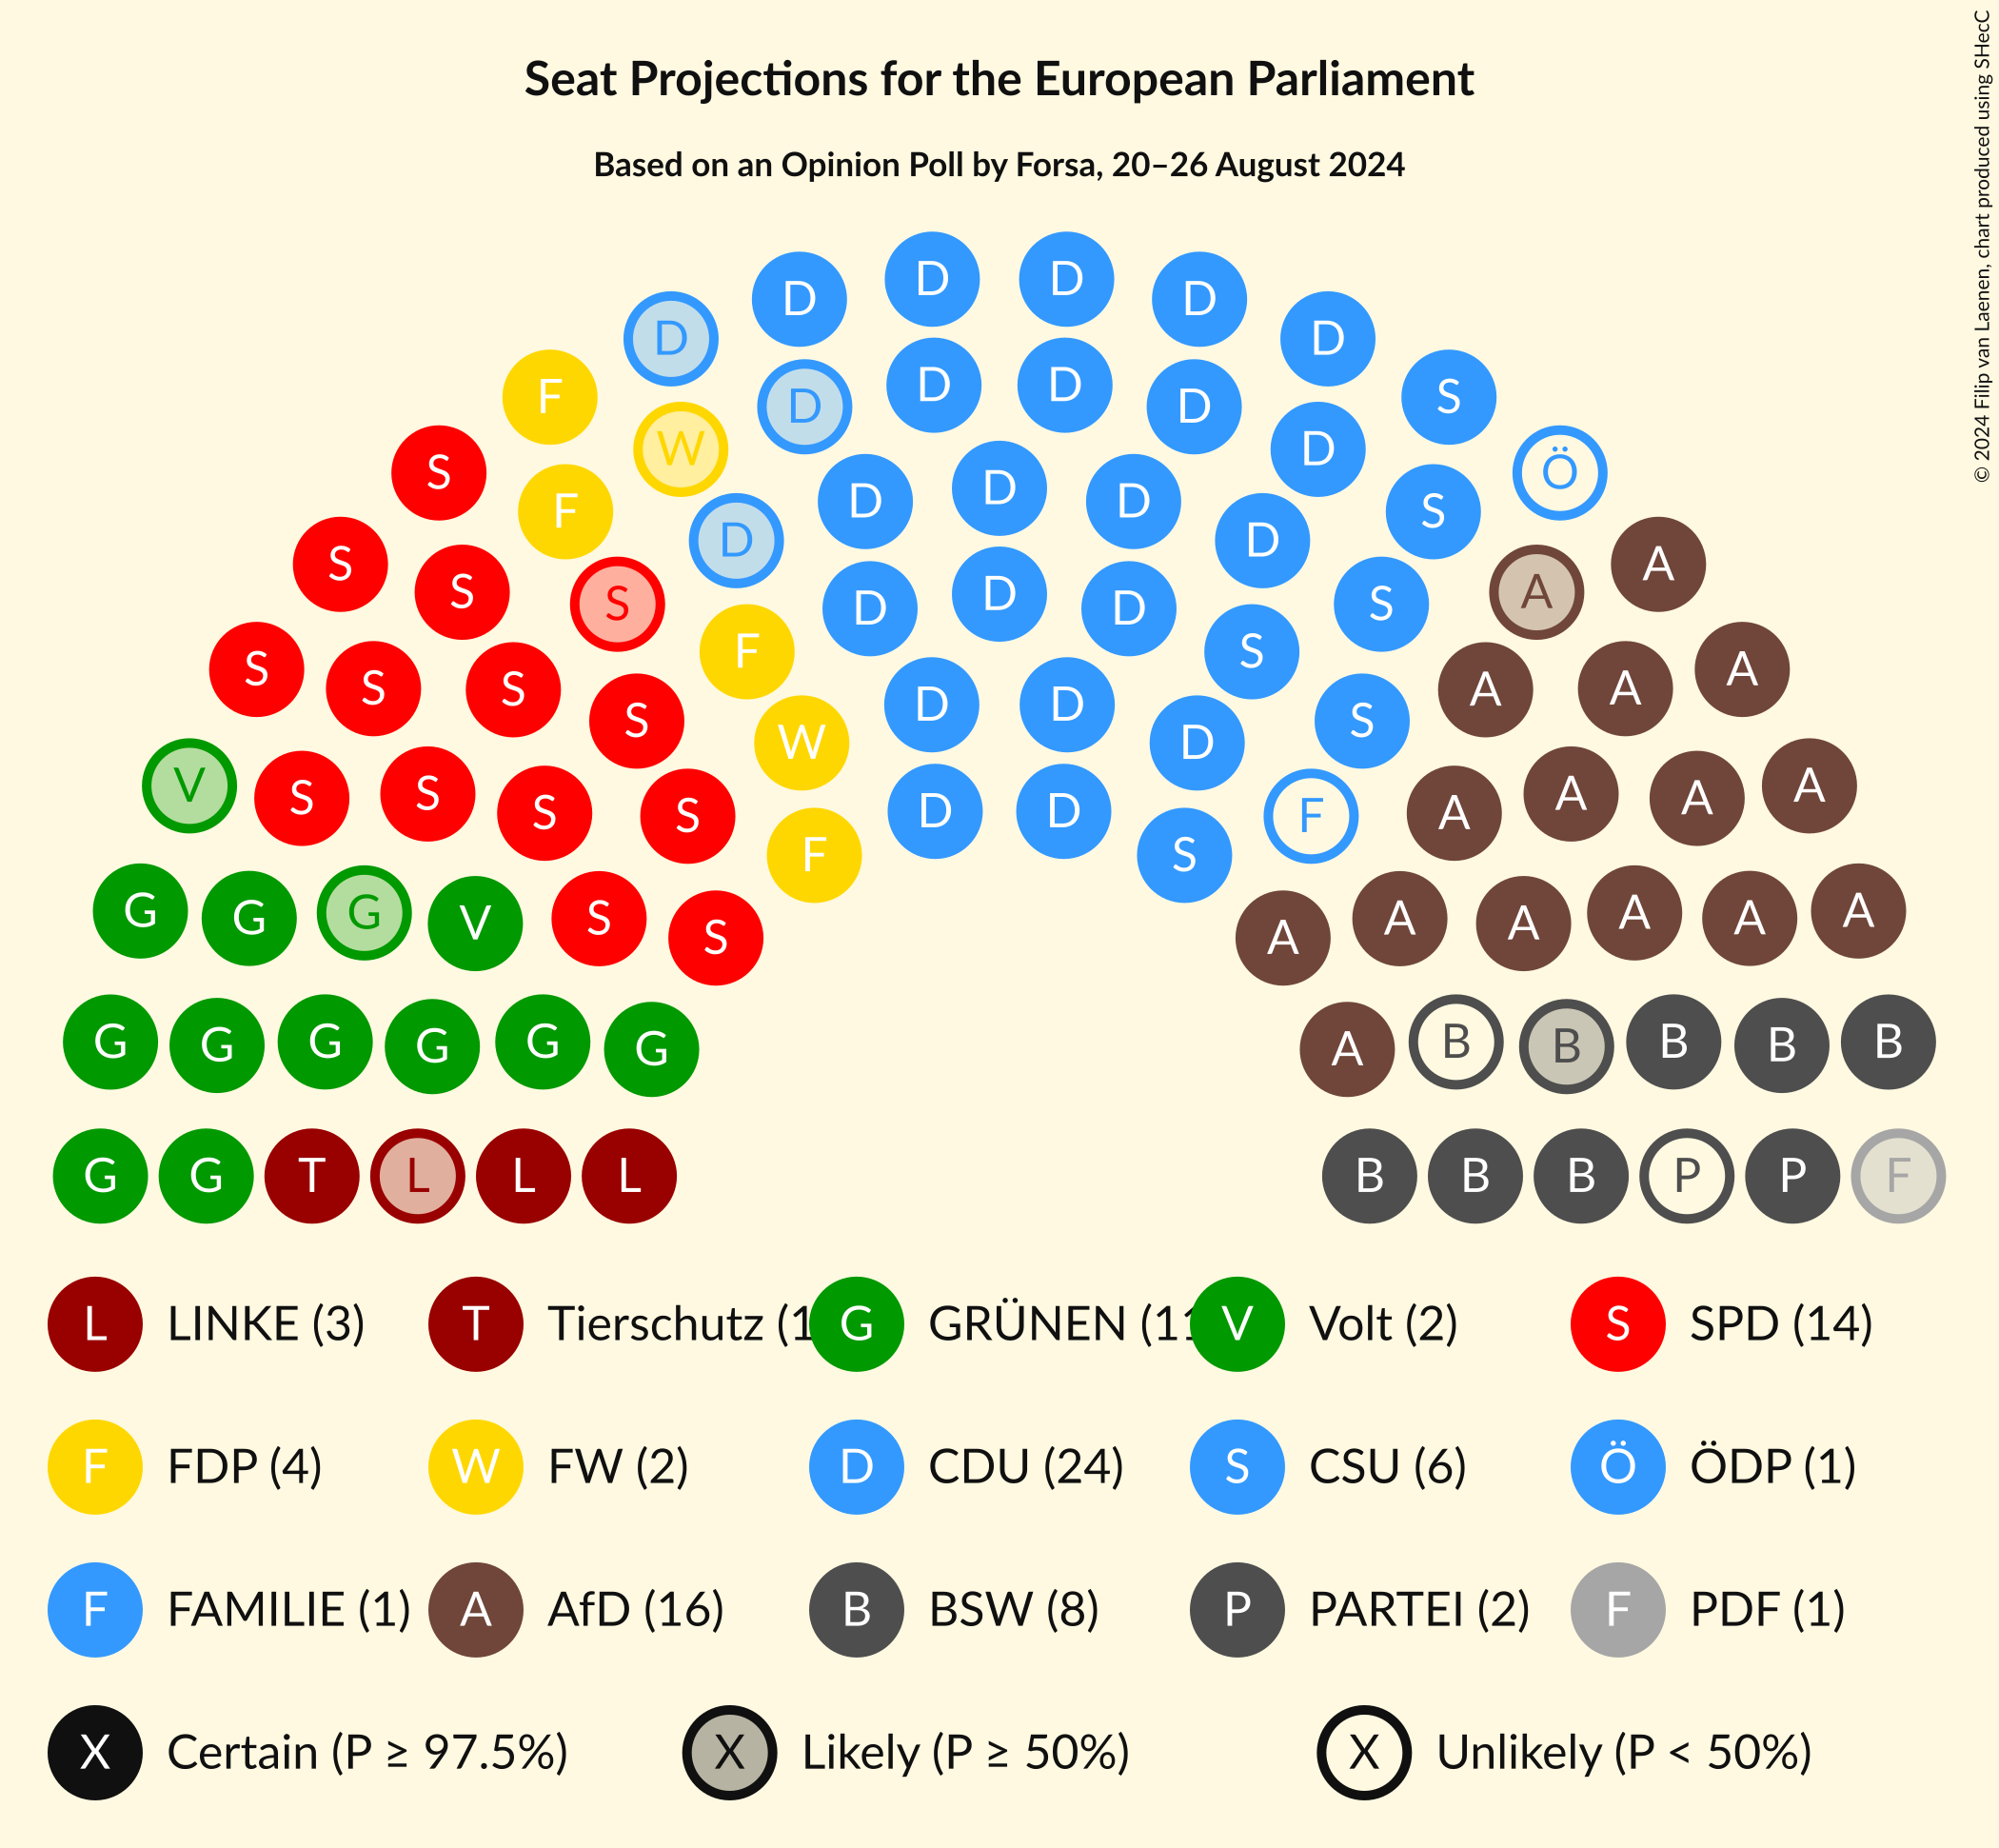 Seat Projections for the European Parliament
Based on an Opinion Poll by Forsa, 20–26 August 2024
© 2024 Filip van Laenen, chart produced using SHecC
D D D D
D D
F D D D D S
W D D
S D D D Ö
F D D S
S S D A A
S D D D S
F S
S S S A A A
S W D D D S
V S S S S D D F A A A A
F S
G G G V S S A A A A A A
G G G G G G A B B B B B
G G T L L L B B B P P F
L LINKE (3) T Tierschutz (1 G GRÜNEN (11 V Volt (2) S SPD (14)
F FDP (4) W FW (2) D CDU (24) S CSU (6) Ö ÖDP (1)
F FAMILIE (1) A AfD (16) B BSW (8) P PARTEI (2) F PDF (1)
X Certain (P ≥ 97.5%) X Likely (P ≥ 50%) X Unlikely (P < 50%)